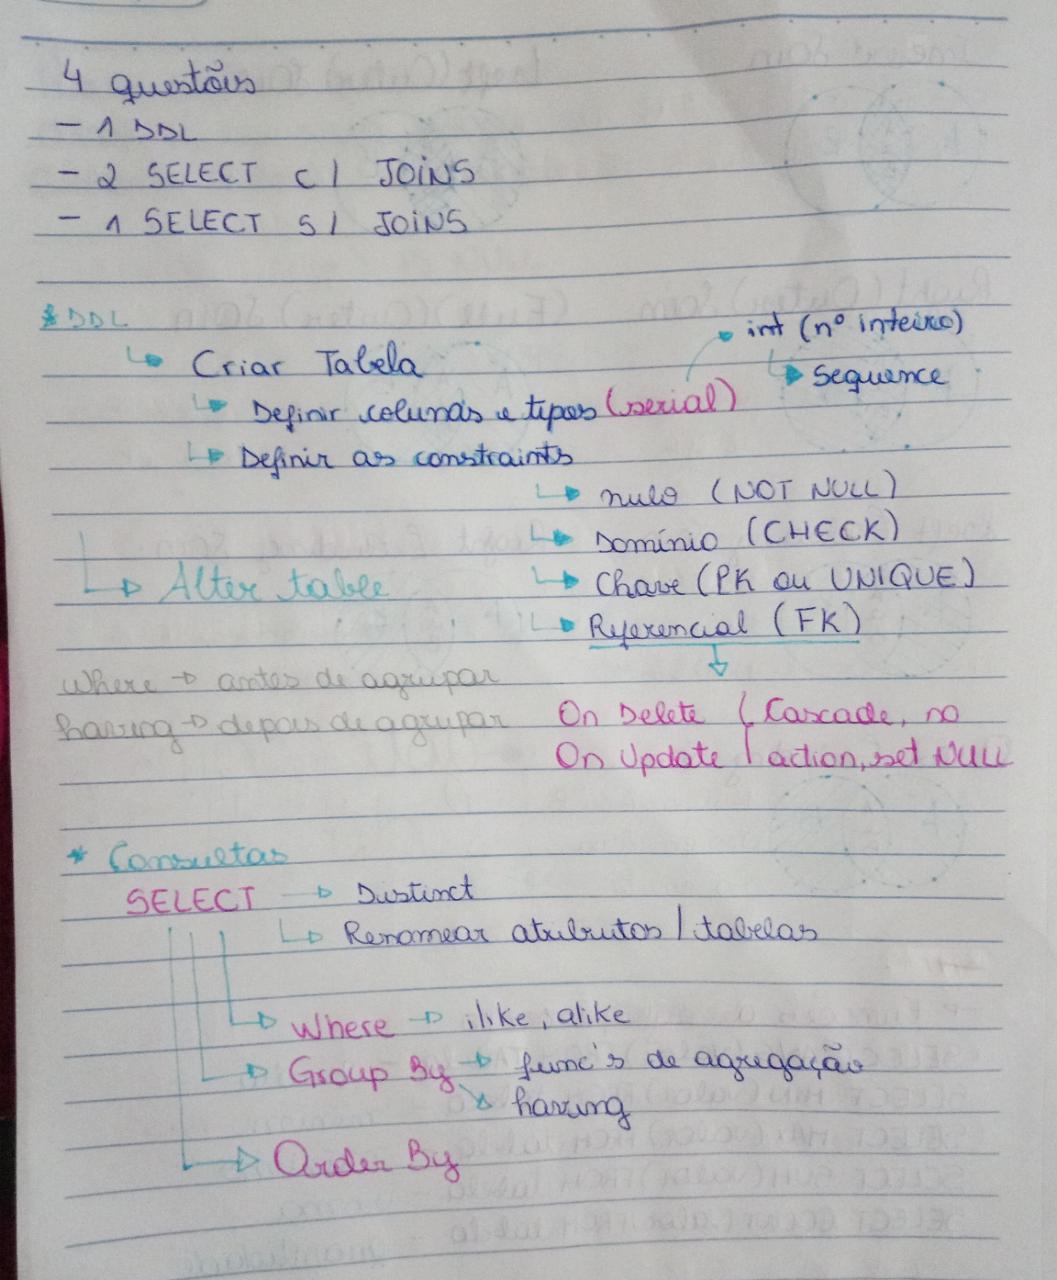 4 questões
- 1 DDL
- 2 SELECT c/ JOINS
- 1 SELECT s/ JOINS
* DDL
Criar Tabela
int (nº inteiro)
Sequence
Definir colunas e tipos (serial)
Definir as constraints
nulo (NOT NULL)
Domínio (CHECK)
Alter table
Chave (PK ou UNIQUE)
Referencial (FK)
Where → antes de agrupar
having → depois de agrupar
On Delete ( Cascade, no
On Update ( action, set NULL
* Consultas
SELECT → Distinct
Renomear atributos / tabelas
Where → ilike, alike
Group By → func's de agregação
having
Order By